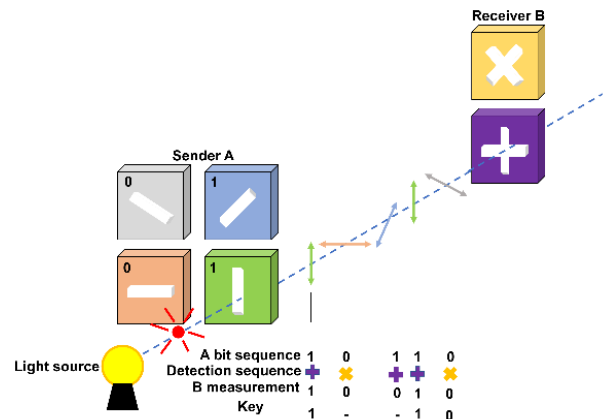 Receiver B
Sender A
0 1
0 1
Light source
A bit sequence 1 0 1 1 0
Detection sequence
B measurement 1 0 0 1 0
Key 1 - - 1 0